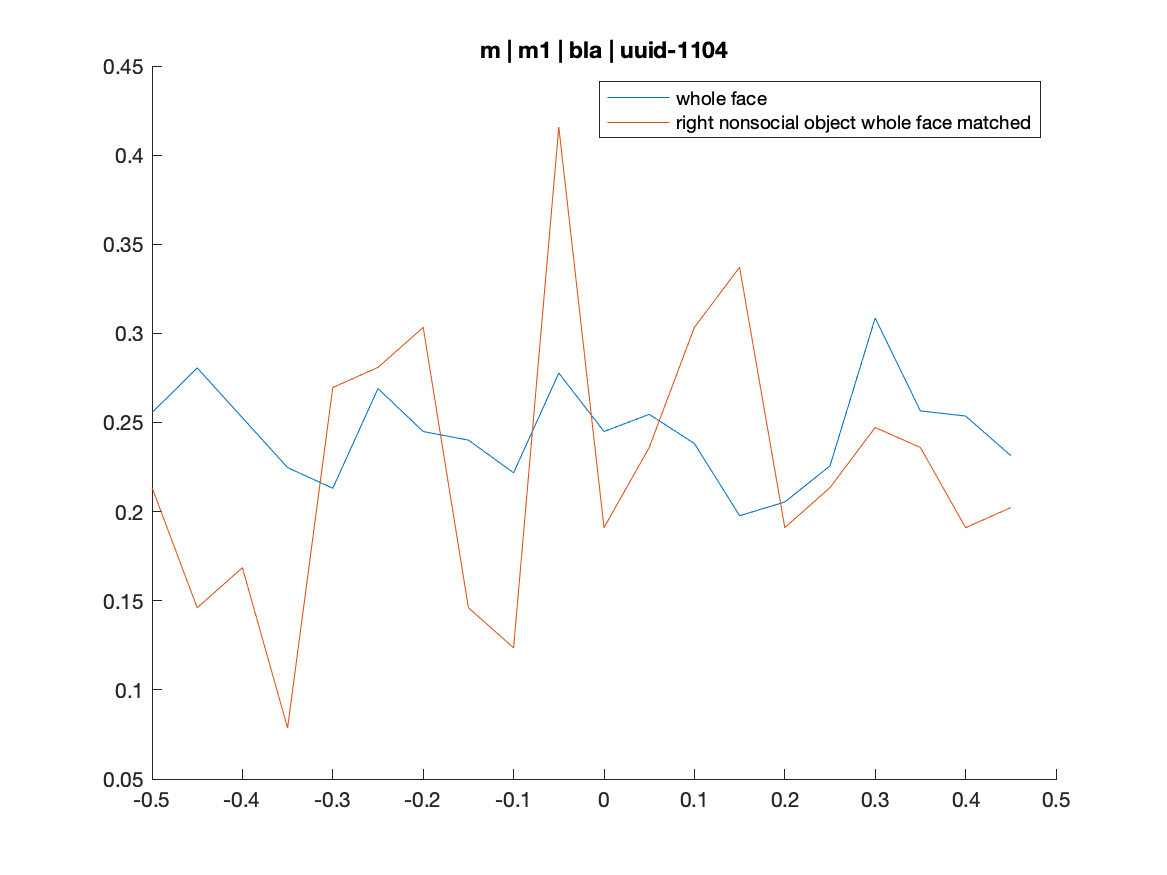 m | m1 | bla | uuid-1104
whole face
right nonsocial object whole face matched
0.45
0.4
0.35
0.3
0.25
0.2
0.15
0.1
0.05
-0.5 -0.4 -0.3 -0.2 -0.1 0 0.1 0.2 0.3 0.4 0.5